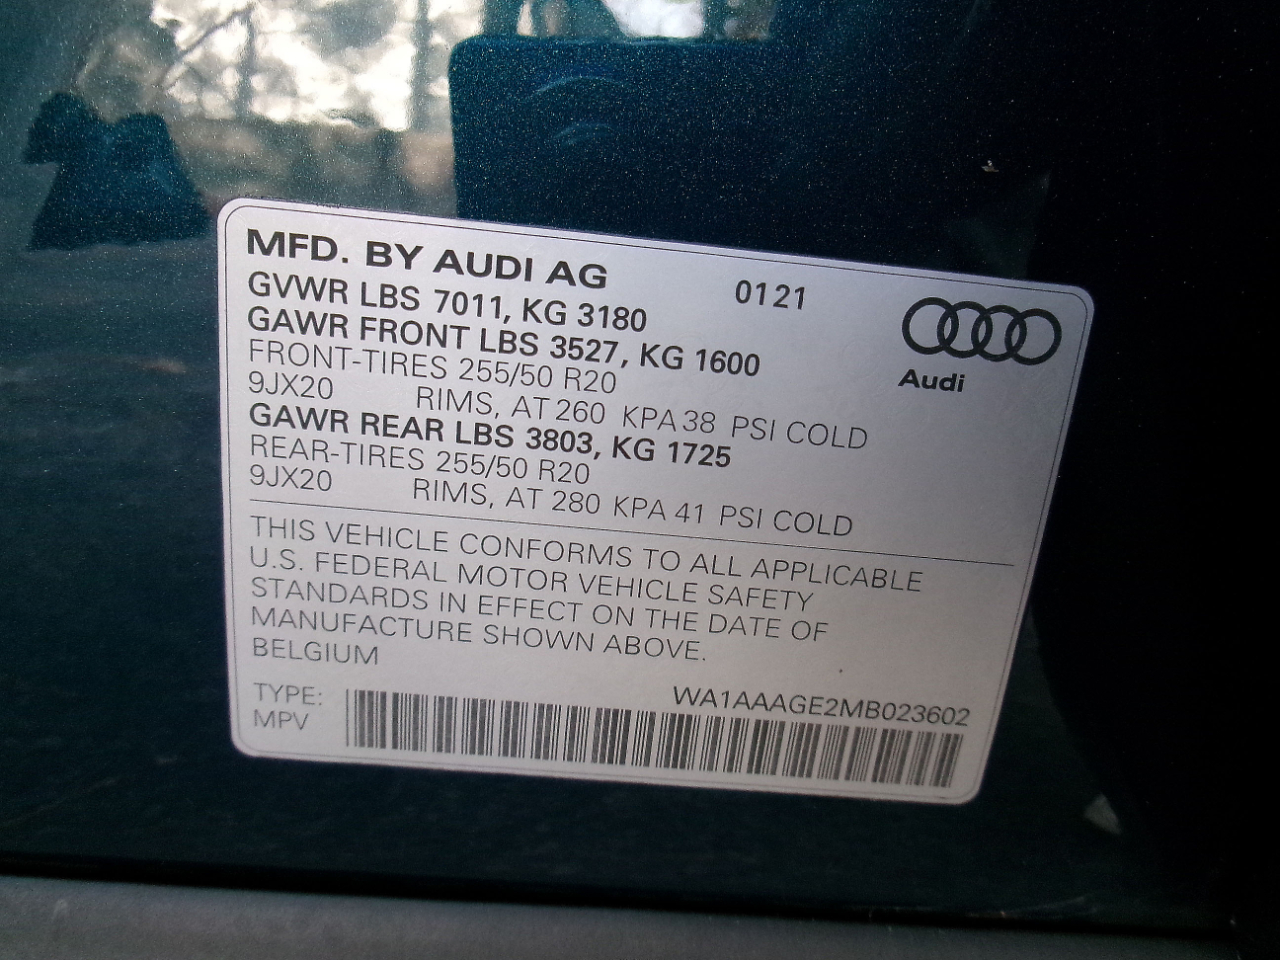 MFD. BY AUDI AG 0121
GVWR LBS 7011, KG 3180
GAWR FRONT LBS 3527, KG 1600
FRONT-TIRES 255/50 R20
9JX20 RIMS, AT 260 KPA 38 PSI COLD
GAWR REAR LBS 3803, KG 1725
REAR-TIRES 255/50 R20
9JX20 RIMS, AT 280 KPA 41 PSI COLD
Audi
THIS VEHICLE CONFORMS TO ALL APPLICABLE
U.S. FEDERAL MOTOR VEHICLE SAFETY
STANDARDS IN EFFECT ON THE DATE OF
MANUFACTURE SHOWN ABOVE.
BELGIUM
TYPE: WA1AAAGE2MB023602
MPV